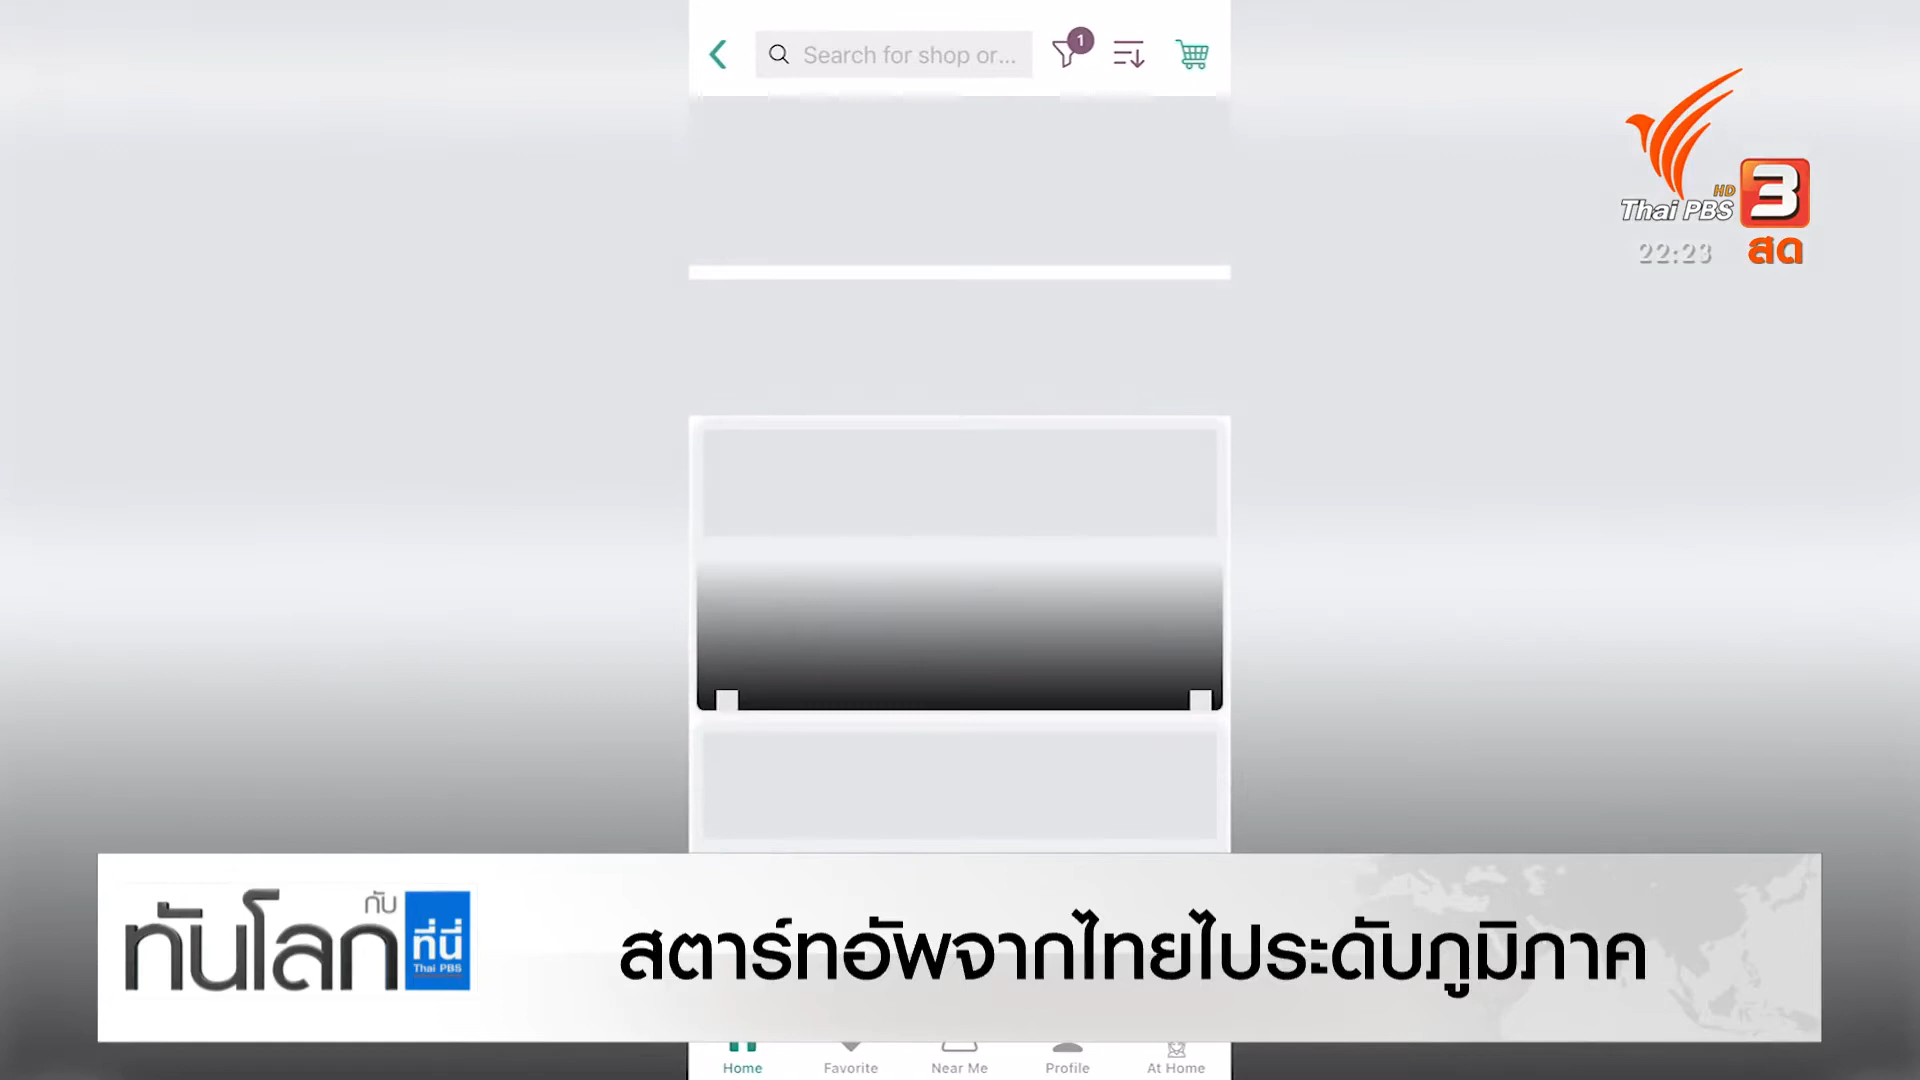 Search for shop or...
1
HD
Thai PBS
3
22:23
สด
ทันโลก
กับ
ที่นี่
Thai PBS
สตาร์ทอัพจากไทยไประดับภูมิภาค
Home
Favorite
Near Me
Profile
At Home